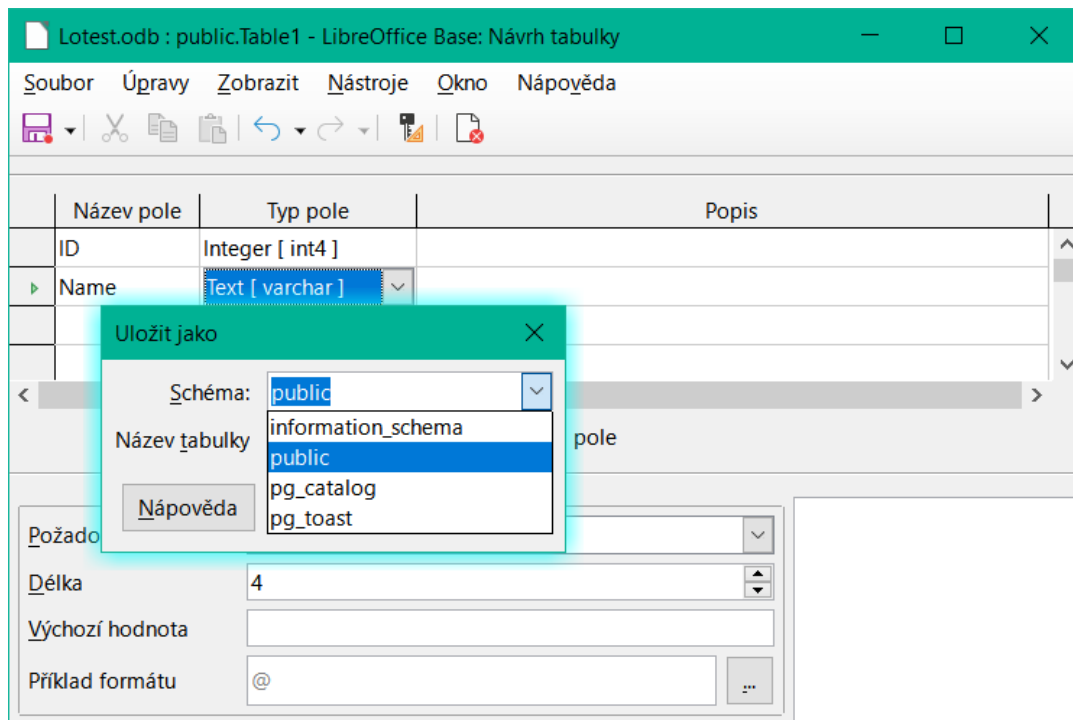 Lotest.odb : public.Table1 - LibreOffice Base: Návrh tabulky
Soubor Úpravy Zobrazit Nástroje Okno Nápověda
Název pole Typ pole Popis
ID Integer [ int4 ]
Name Text [ varchar ]
Uložit jako
Schéma: public
information_schema
Název tabulky
public
pole
pg_catalog
Nápověda
pg_toast
Požado
Délka 4
Výchozí hodnota
Příklad formátu @ ...